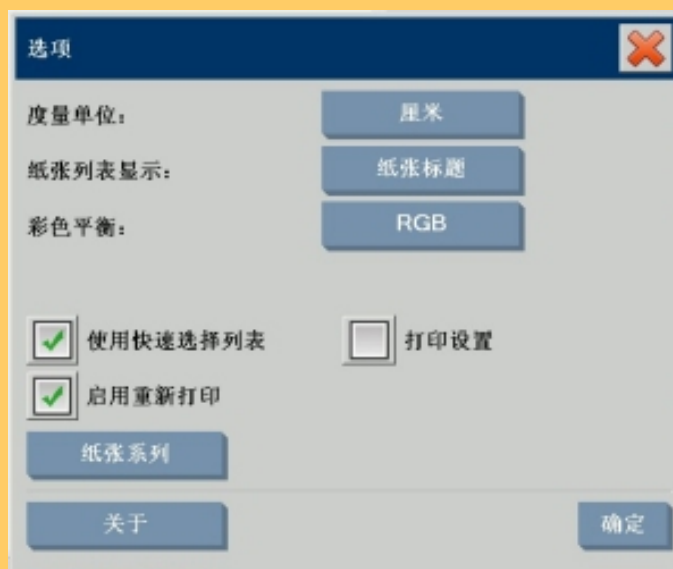 选项
度量单位： 厘米
纸张列表显示： 纸张标题
彩色平衡： RGB
使用快速选择列表 打印设置
启用重新打印
纸张系列
关于 确定